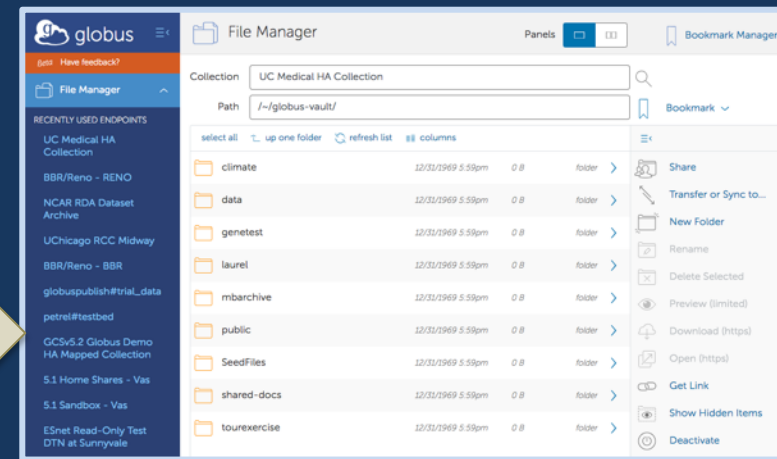 globus
File Manager
Panels
Bookmark Manager
Beta Have feedback?
File Manager
Collection UC Medical HA Collection
Path /~/globus-vault/
Bookmark
RECENTLY USED ENDPOINTS
UC Medical HA
Collection
BBR/Reno - RENO
NCAR RDA Dataset
Archive
UChicago RCC Midway
BBR/Reno - BBR
globuspublish#trial_data
petrel#testbed
GCSv5.2 Globus Demo
HA Mapped Collection
5.1 Home Shares - Vas
5.1 Sandbox - Vas
ESnet Read-Only Test
DTN at Sunnyvale
select all up one folder refresh list columns
climate 12/31/1969 5:59pm 0 B folder
data 12/31/1969 5:59pm 0 B folder
genetest 12/31/1969 5:59pm 0 B folder
laurel 12/31/1969 5:59pm 0 B folder
mbarchive 12/31/1969 5:59pm 0 B folder
public 12/31/1969 5:59pm 0 B folder
SeedFiles 12/31/1969 5:59pm 0 B folder
shared-docs 12/31/1969 5:59pm 0 B folder
tourexercise 12/31/1969 5:59pm 0 B folder
Share
Transfer or Sync to...
New Folder
Rename
Delete Selected
Preview (limited)
Download (https)
Open (https)
Get Link
Show Hidden Items
Deactivate